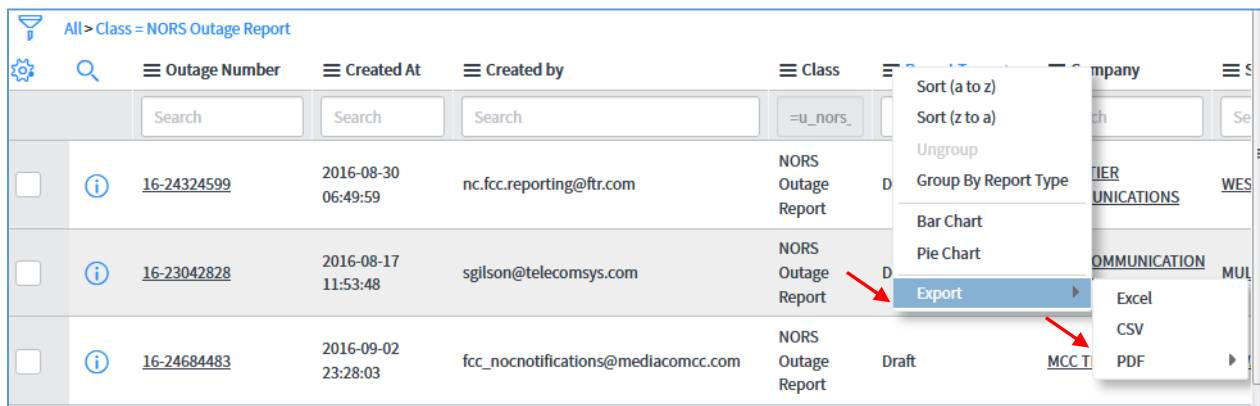 All > Class = NORS Outage Report
Outage Number Created At Created by Class Company
Search Search Search =u_nors_
Sort (a to z)
Sort (z to a)
Ungroup
Group By Report Type
Bar Chart
Pie Chart
Export
Excel
CSV
PDF
16-24324599 2016-08-30 06:49:59 nc.fcc.reporting@ftr.com NORS Outage Report
16-23042828 2016-08-17 11:53:48 sgilson@telecomsys.com NORS Outage Report
16-24684483 2016-09-02 23:28:03 fcc_nocnotifications@mediacomcc.com NORS Outage Report Draft MCC